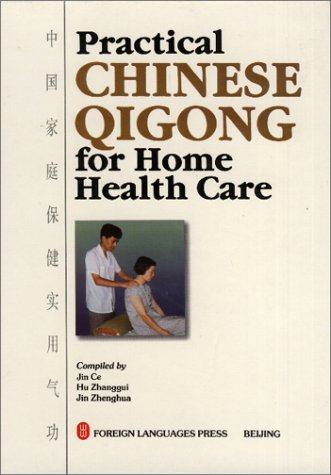 中国家庭保健实用气功
Practical
CHINESE
QIGONG
for Home
Health Care
Compiled by
Jin Ce
Hu Zhanggui
Jin Zhenghua
FOREIGN LANGUAGES PRESS BEIJING